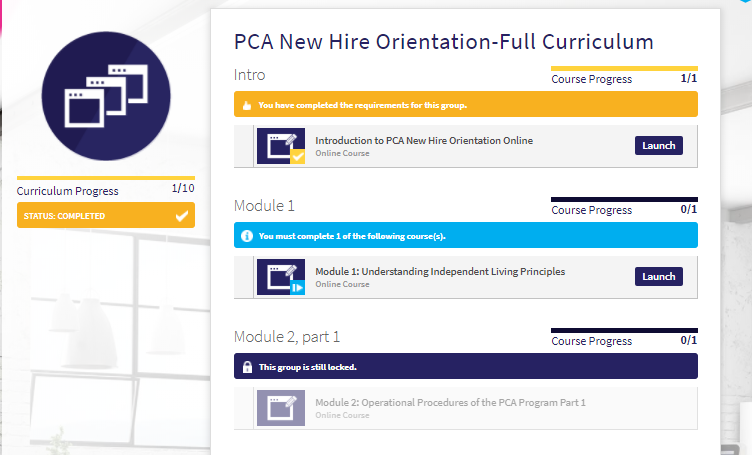 PCA New Hire Orientation-Full Curriculum
Intro
Course Progress 1/1
You have completed the requirements for this group.
Introduction to PCA New Hire Orientation Online
Online Course
Launch
Curriculum Progress 1/10
STATUS: COMPLETED
Module 1
Course Progress 0/1
You must complete 1 of the following course(s).
Module 1: Understanding Independent Living Principles
Online Course
Launch
Module 2, part 1
Course Progress 0/1
This group is still locked.
Module 2: Operational Procedures of the PCA Program Part 1
Online Course